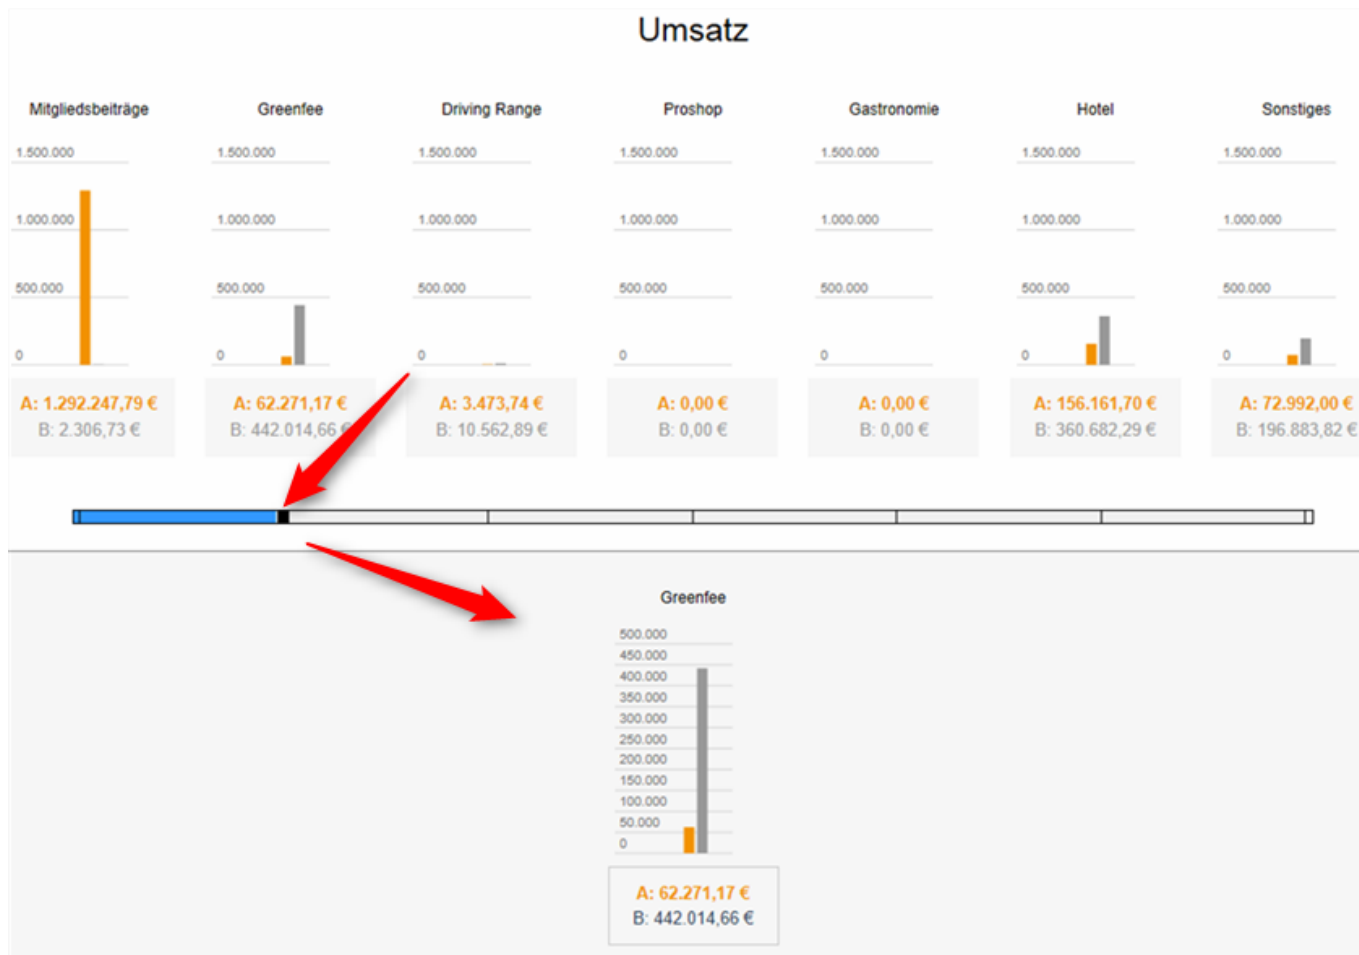 Umsatz
Mitgliedsbeiträge Greenfee Driving Range Proshop Gastronomie Hotel Sonstiges
1.500.000 1.500.000 1.500.000 1.500.000 1.500.000 1.500.000 1.500.000
1.000.000 1.000.000 1.000.000 1.000.000 1.000.000 1.000.000 1.000.000
500.000 500.000 500.000 500.000 500.000 500.000 500.000
0 0 0 0 0 0 0
A: 1.292.247,79 € A: 62.271,17 € A: 3.473,74 € A: 0,00 € A: 0,00 € A: 156.161,70 € A: 72.992,00 €
B: 2.306,73 € B: 442.014,66 € B: 10.562,89 € B: 0,00 € B: 0,00 € B: 360.682,29 € B: 196.883,82 €
Greenfee
500.000
450.000
400.000
350.000
300.000
250.000
200.000
150.000
100.000
50.000
0
A: 62.271,17 €
B: 442.014,66 €